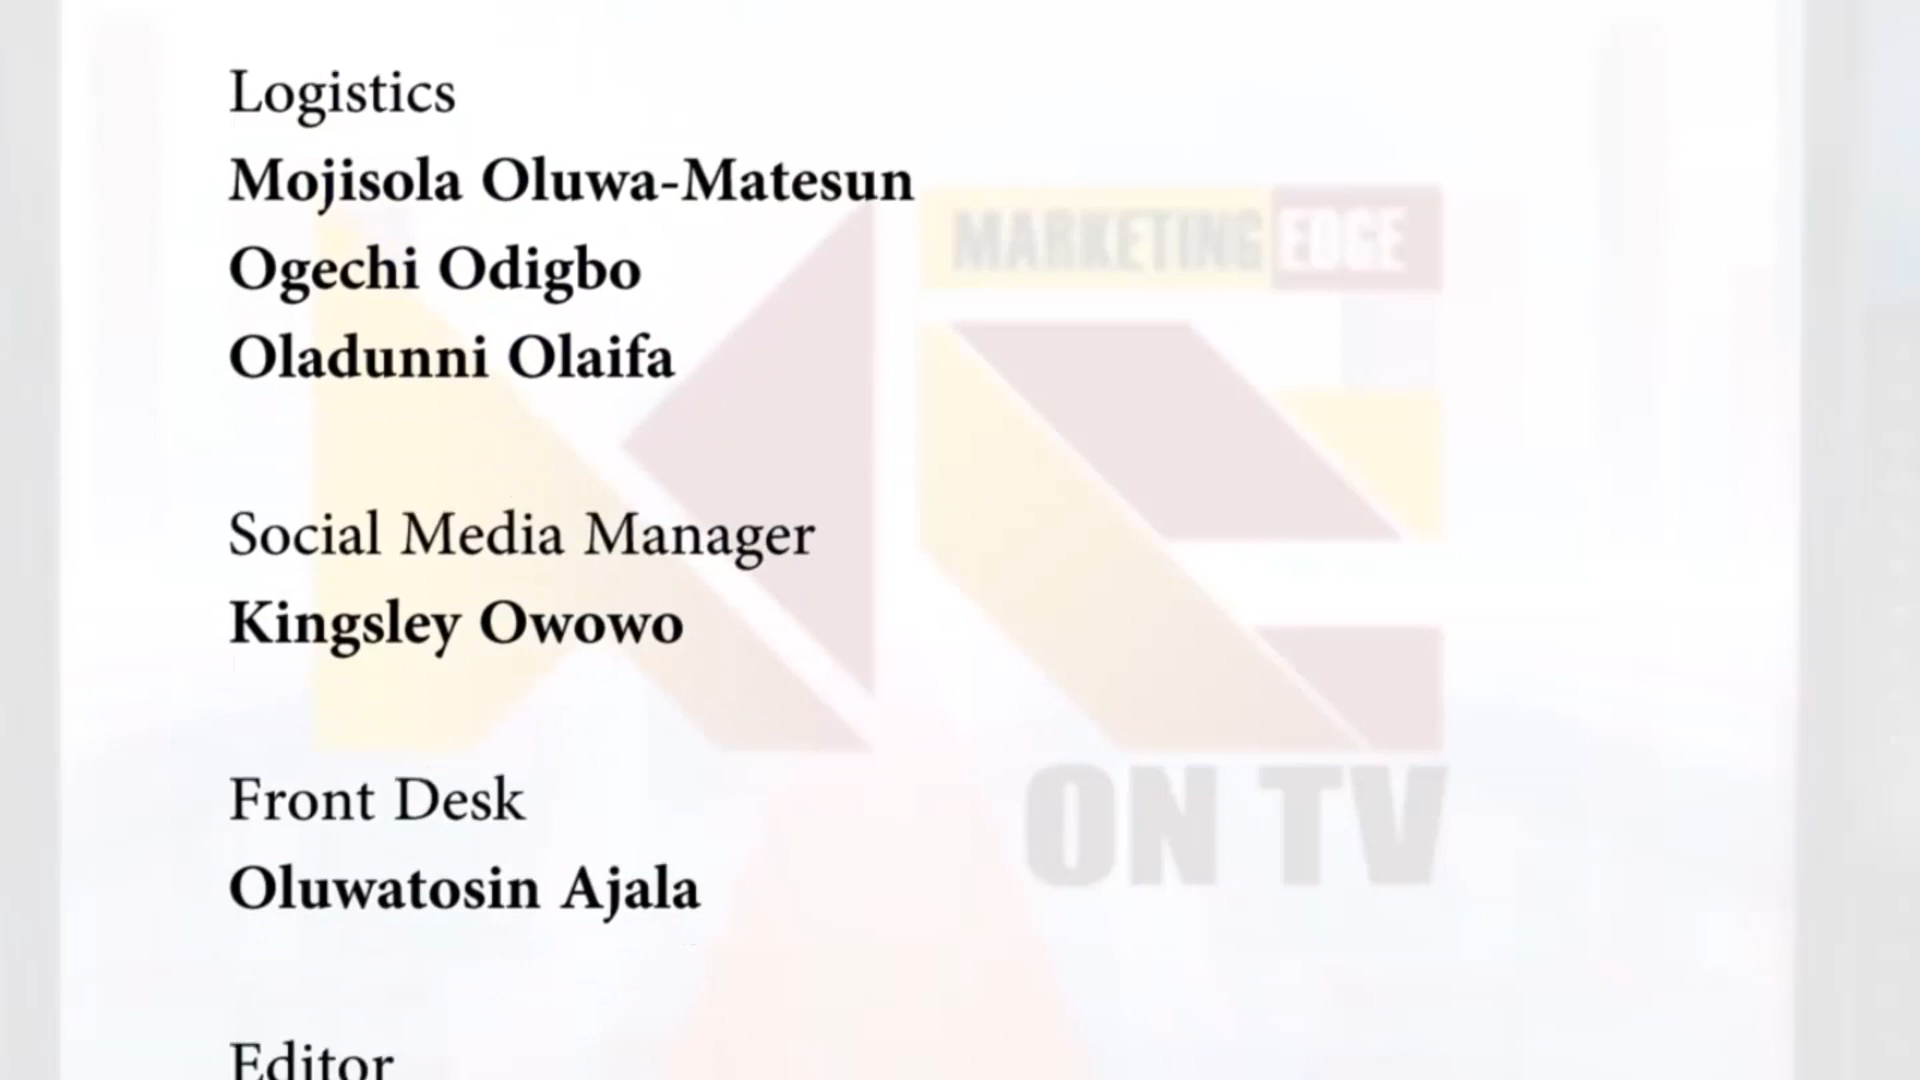 Logistics
Mojisola Oluwa-Matesun
Ogechi Odigbo
Oladunni Olaifa
MARKETING EDGE
Social Media Manager
Kingsley Owowo
Front Desk
ON TV
Oluwatosin Ajala
Editor